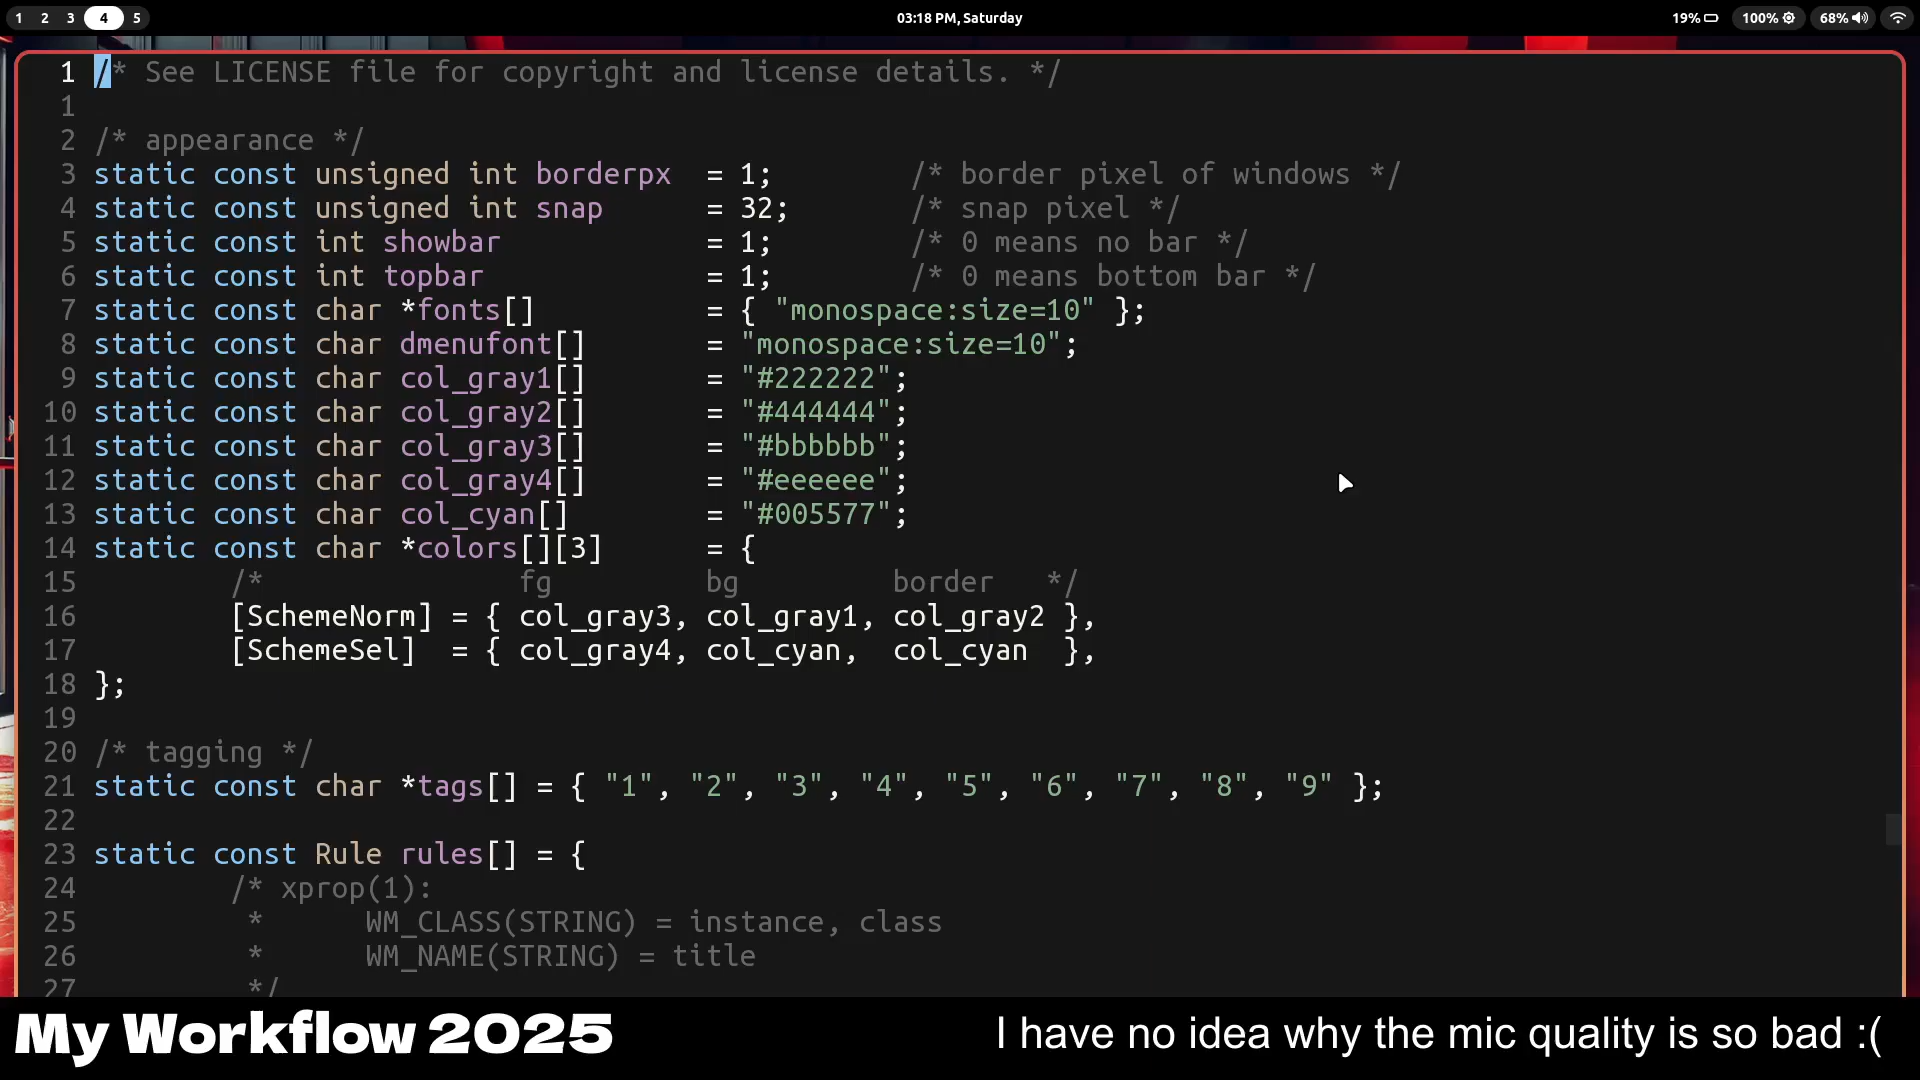 1 2 3 4 5 03:18 PM, Saturday 19% 100% 68%
1 /* See LICENSE file for copyright and license details. */
1
2 /* appearance */
3 static const unsigned int borderpx  = 1;        /* border pixel of windows */
4 static const unsigned int snap      = 32;       /* snap pixel */
5 static const int showbar            = 1;        /* 0 means no bar */
6 static const int topbar             = 1;        /* 0 means bottom bar */
7 static const char *fonts[]          = { "monospace:size=10" };
8 static const char dmenufont[]       = "monospace:size=10";
9 static const char col_gray1[]       = "#222222";
10 static const char col_gray2[]       = "#444444";
11 static const char col_gray3[]       = "#bbbbbb";
12 static const char col_gray4[]       = "#eeeeee";
13 static const char col_cyan[]        = "#005577";
14 static const char *colors[][3]      = {
15         /*               fg         bg         border   */
16         [SchemeNorm] = { col_gray3, col_gray1, col_gray2 },
17         [SchemeSel]  = { col_gray4, col_cyan,  col_cyan  },
18 };
19
20 /* tagging */
21 static const char *tags[] = { "1", "2", "3", "4", "5", "6", "7", "8", "9" };
22
23 static const Rule rules[] = {
24         /* xprop(1):
25          *      WM_CLASS(STRING) = instance, class
26          *      WM_NAME(STRING) = title
27          */
My Workflow 2025
I have no idea why the mic quality is so bad :(